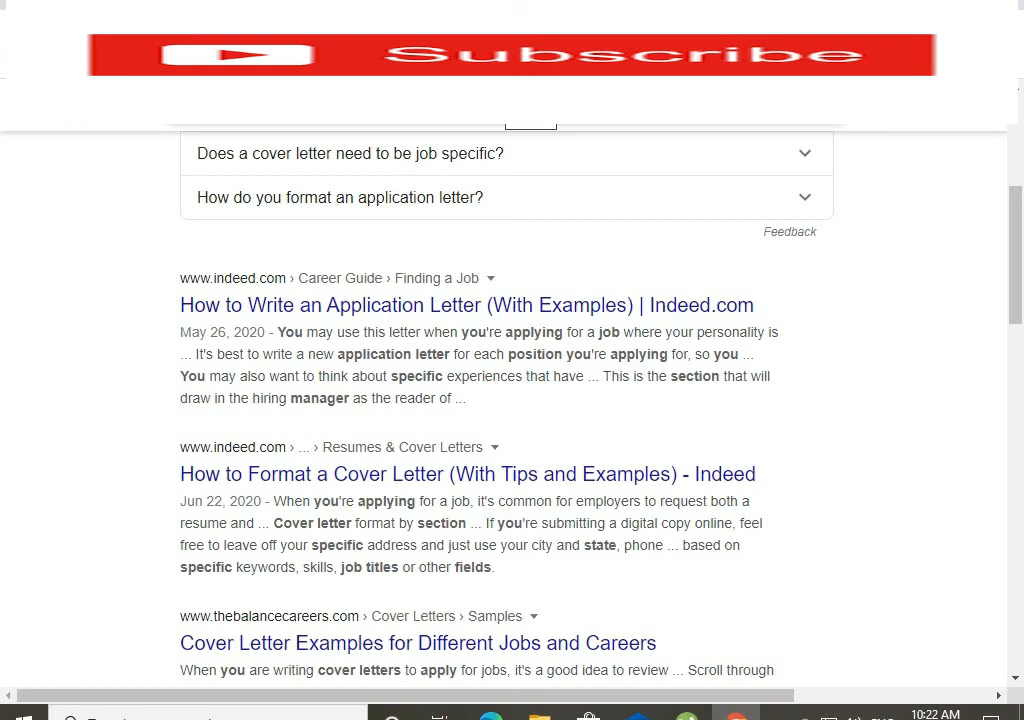 Subscribe
Does a cover letter need to be job specific?
How do you format an application letter?
Feedback
www.indeed.com › Career Guide › Finding a Job
How to Write an Application Letter (With Examples) | Indeed.com
May 26, 2020 - You may use this letter when you're applying for a job where your personality is
... It's best to write a new application letter for each position you're applying for, so you ...
You may also want to think about specific experiences that have ... This is the section that will
draw in the hiring manager as the reader of ...
www.indeed.com › ... › Resumes & Cover Letters
How to Format a Cover Letter (With Tips and Examples) - Indeed
Jun 22, 2020 - When you're applying for a job, it's common for employers to request both a
resume and ... Cover letter format by section ... If you're submitting a digital copy online, feel
free to leave off your specific address and just use your city and state, phone ... based on
specific keywords, skills, job titles or other fields.
www.thebalancecareers.com › Cover Letters › Samples
Cover Letter Examples for Different Jobs and Careers
When you are writing cover letters to apply for jobs, it's a good idea to review ... Scroll through
10:22 AM